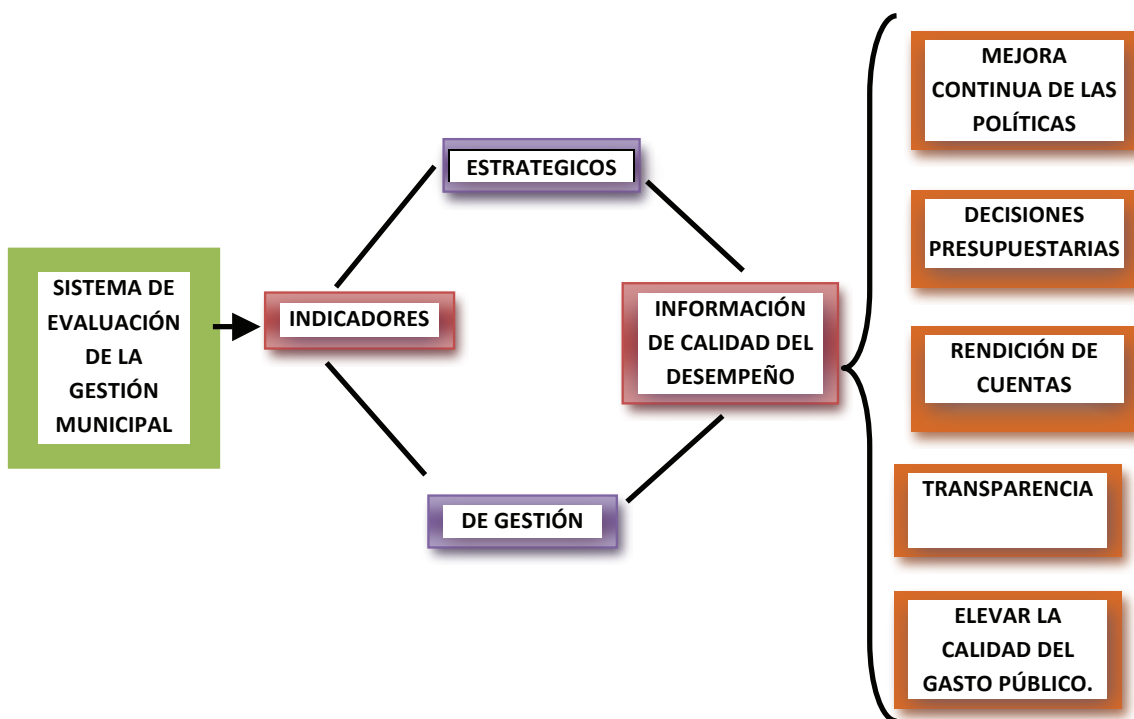 SISTEMA DE
EVALUACIÓN
DE LA
GESTIÓN
MUNICIPAL
INDICADORES
ESTRATEGICOS
DE GESTIÓN
INFORMACIÓN
DE CALIDAD DEL
DESEMPEÑO
MEJORA
CONTINUA DE LAS
POLÍTICAS
DECISIONES
PRESUPUESTARIAS
RENDICIÓN DE
CUENTAS
TRANSPARENCIA
ELEVAR LA
CALIDAD DEL
GASTO PÚBLICO.